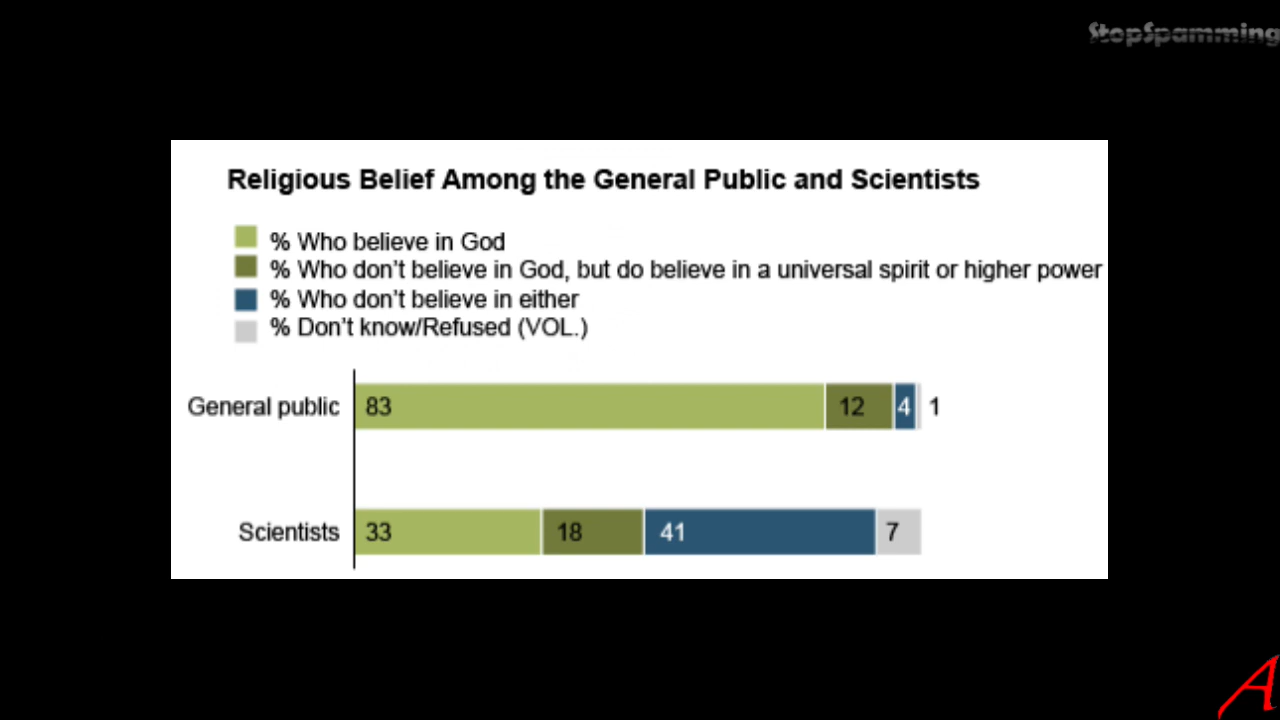 StopSpamming
Religious Belief Among the General Public and Scientists
% Who believe in God
% Who don't believe in God, but do believe in a universal spirit or higher power
% Who don't believe in either
% Don't know/Refused (VOL.)
General public 83 12 4 1
Scientists 33 18 41 7
A